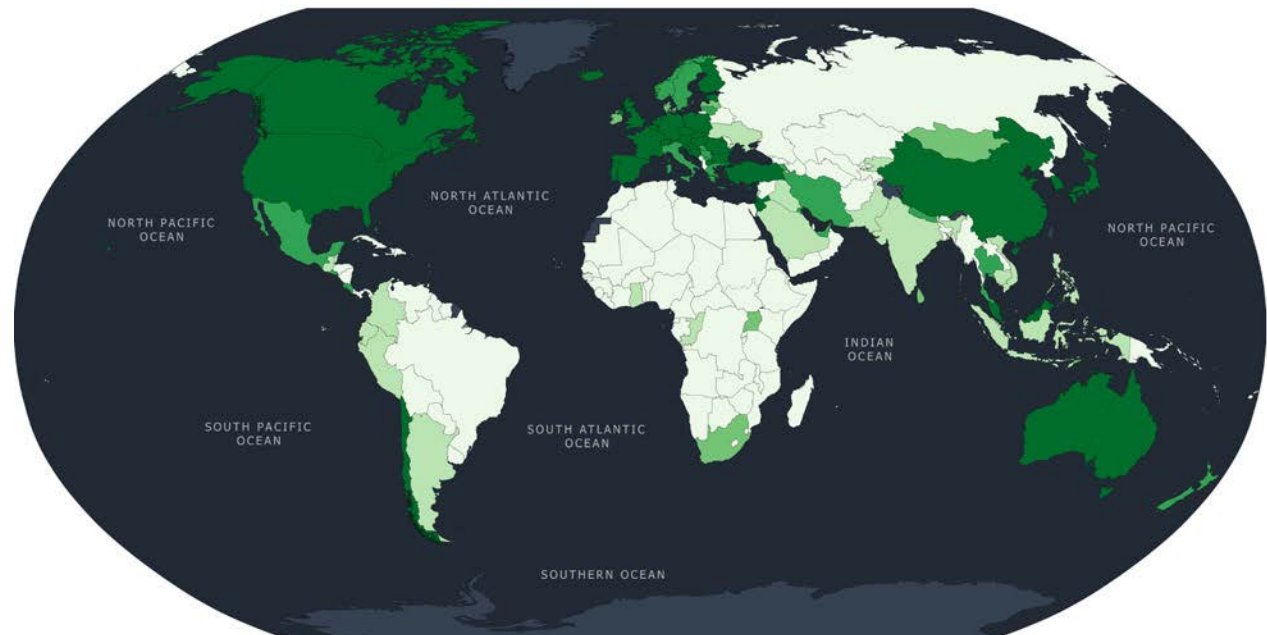 NORTH ATLANTIC
OCEAN
NORTH PACIFIC
OCEAN
NORTH PACIFIC
OCEAN
INDIAN
OCEAN
SOUTH PACIFIC
OCEAN
SOUTH ATLANTIC
OCEAN
SOUTHERN OCEAN